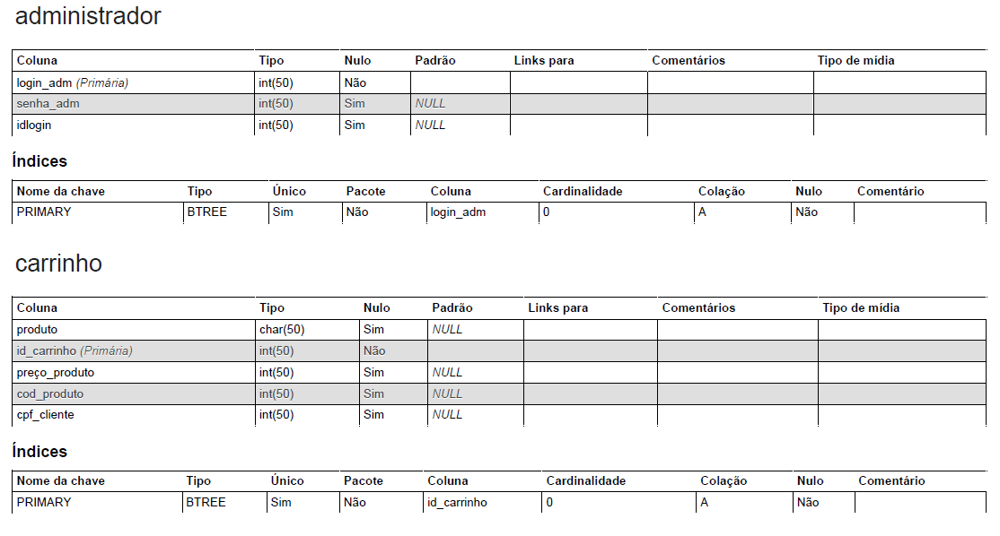 administrador
Coluna Tipo Nulo Padrão Links para Comentários Tipo de mídia
login_adm (Primária) int(50) Não
senha_adm int(50) Sim NULL
idlogin int(50) Sim NULL
Índices
Nome da chave Tipo Único Pacote Coluna Cardinalidade Colação Nulo Comentário
PRIMARY BTREE Sim Não login_adm 0 A Não
carrinho
Coluna Tipo Nulo Padrão Links para Comentários Tipo de mídia
produto char(50) Sim NULL
id_carrinho (Primária) int(50) Não
preço_produto int(50) Sim NULL
cod_produto int(50) Sim NULL
cpf_cliente int(50) Sim NULL
Índices
Nome da chave Tipo Único Pacote Coluna Cardinalidade Colação Nulo Comentário
PRIMARY BTREE Sim Não id_carrinho 0 A Não